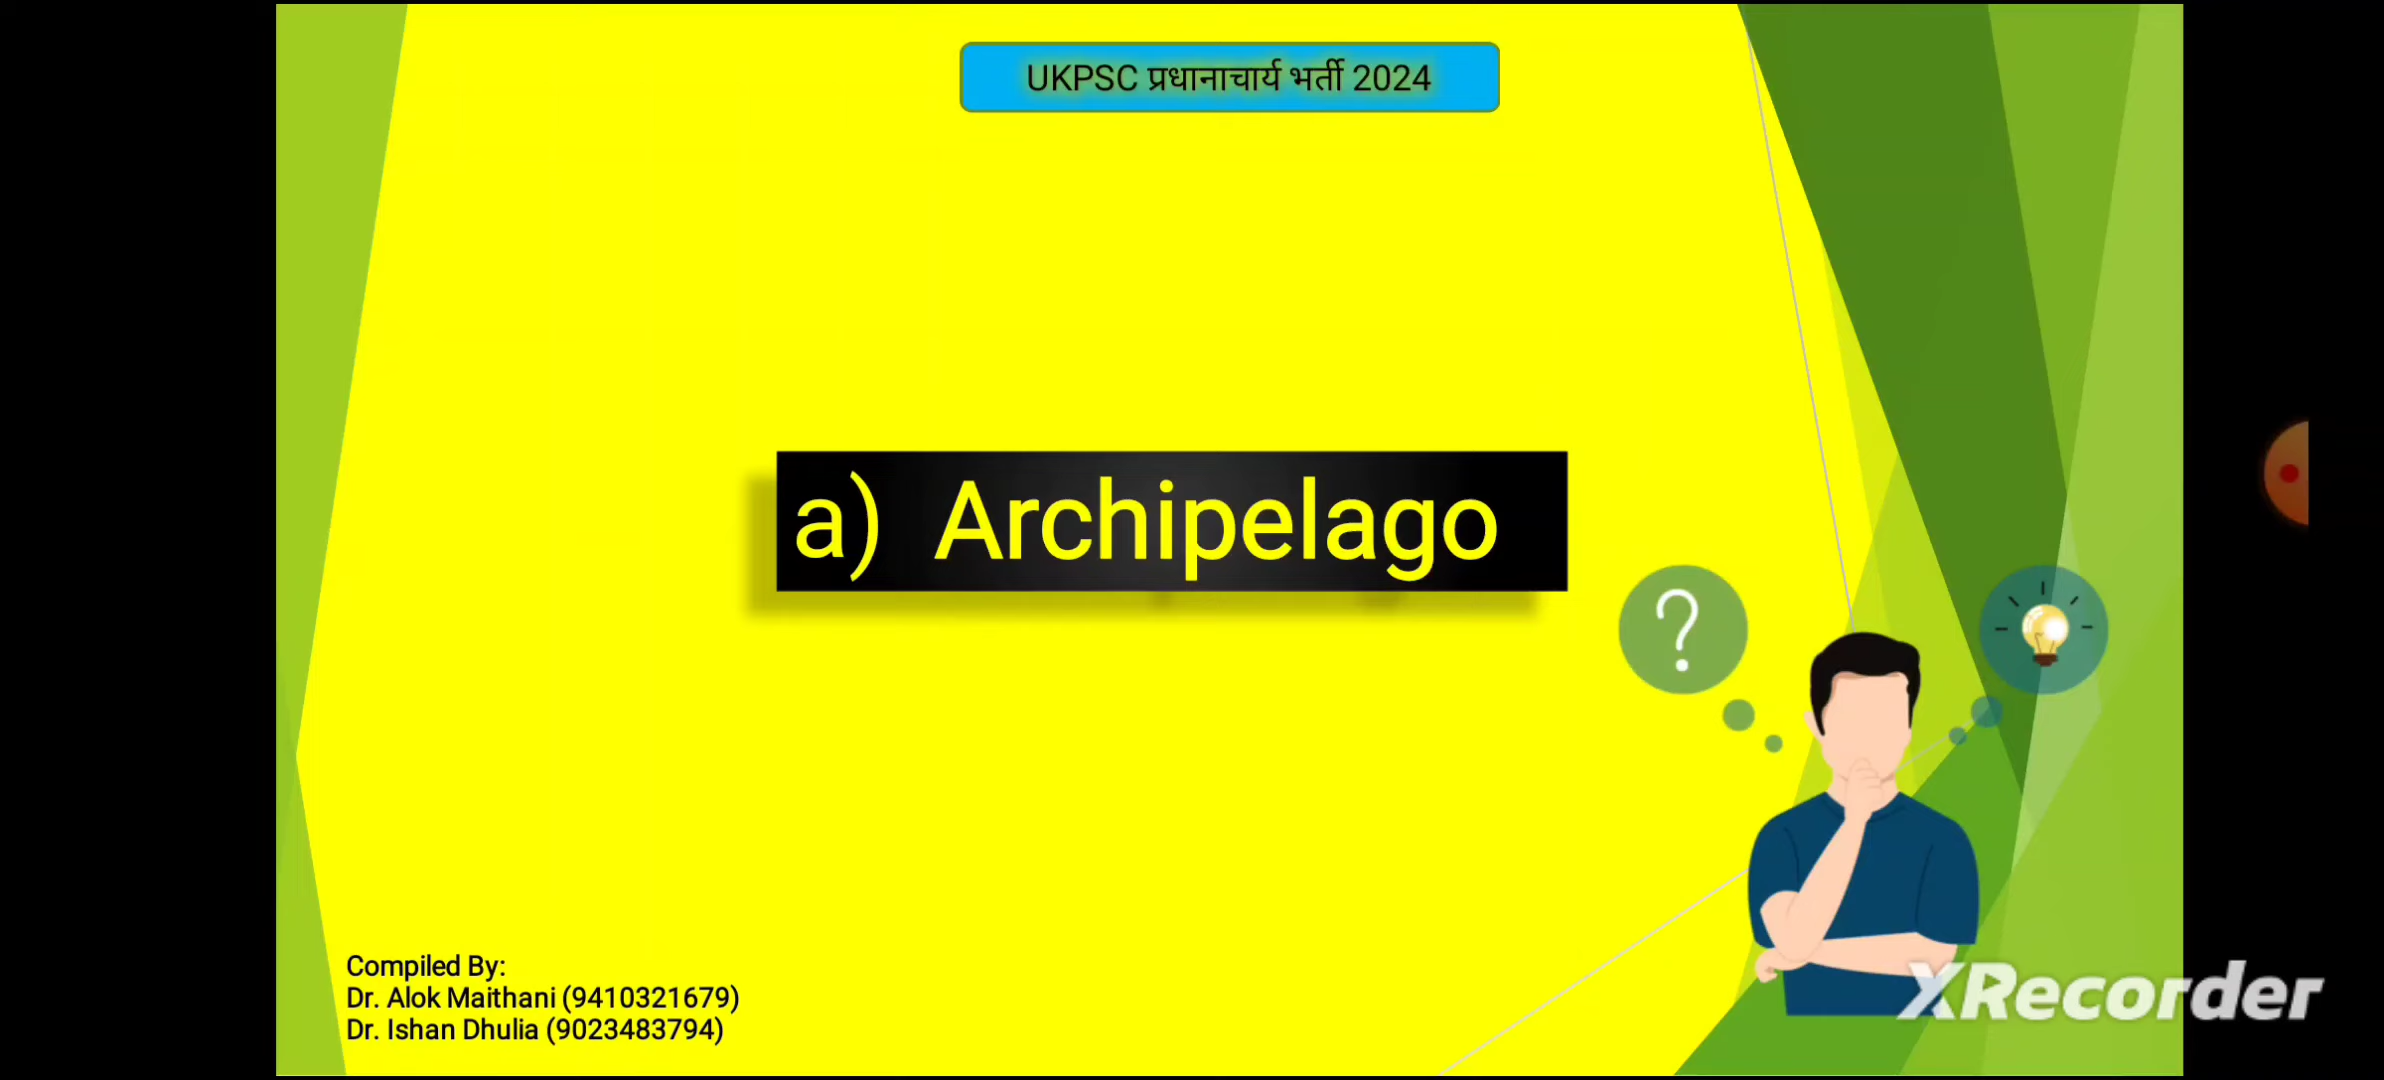 UKPSC प्रधानाचार्य भर्ती 2024
a) Archipelago
?
Compiled By:
Dr. Alok Maithani (9410321679)
Dr. Ishan Dhulia (9023483794)
XRecorder